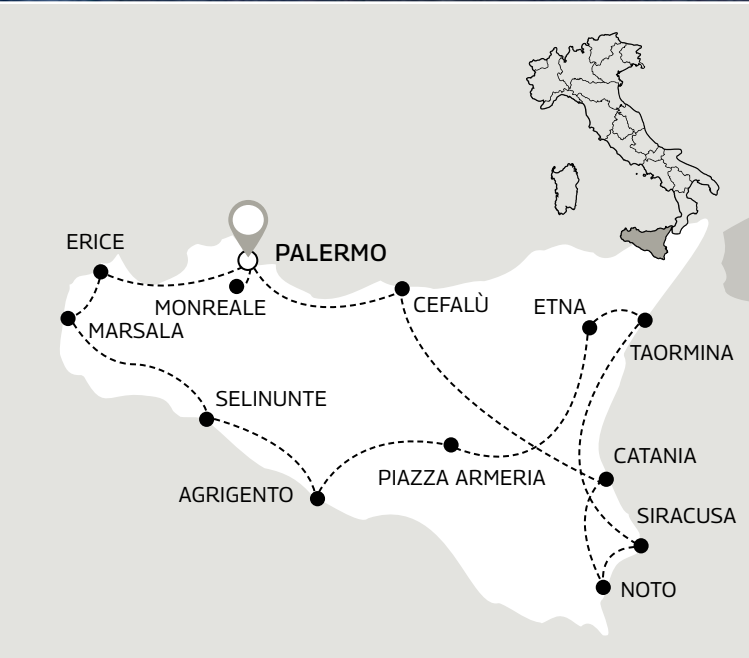 ERICE
PALERMO
MONREALE
CEFALÙ
ETNA
MARSALA
TAORMINA
SELINUNTE
CATANIA
PIAZZA ARMERIA
AGRIGENTO
SIRACUSA
NOTO